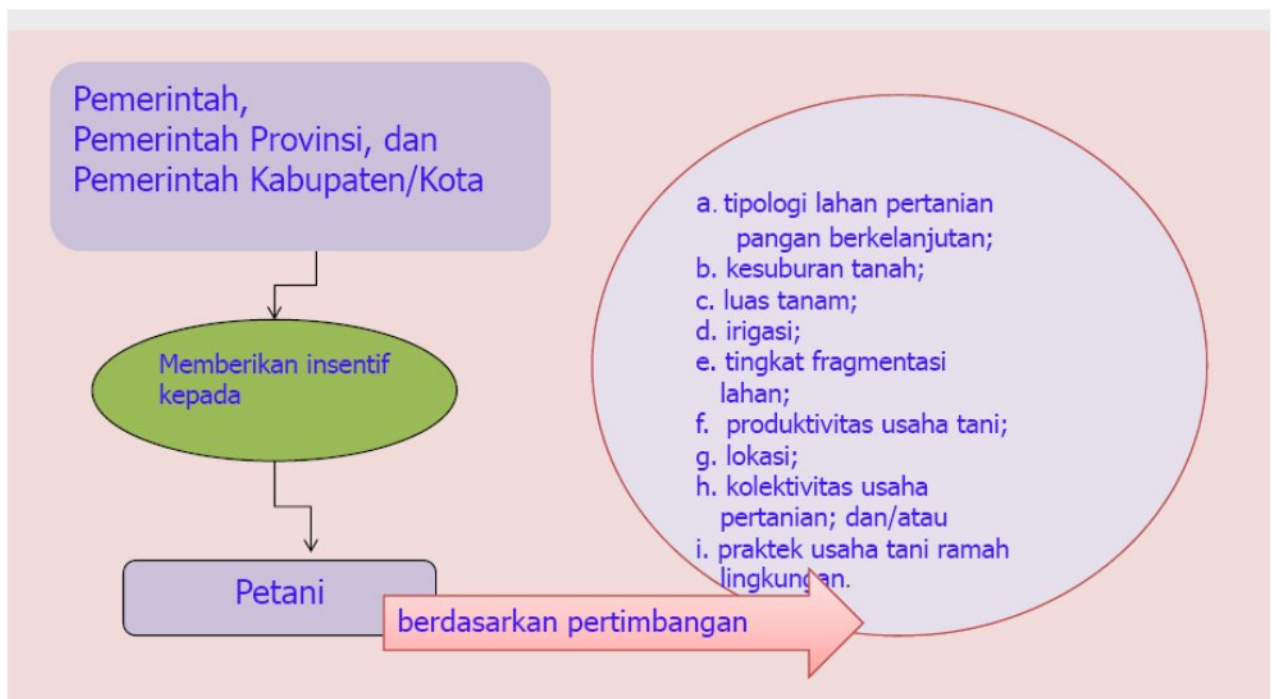 Pemerintah,
Pemerintah Provinsi, dan
Pemerintah Kabupaten/Kota
Memberikan insentif
kepada
Petani
berdasarkan pertimbangan
a. tipologi lahan pertanian
pangan berkelanjutan;
b. kesuburan tanah;
c. luas tanam;
d. irigasi;
e. tingkat fragmentasi
lahan;
f. produktivitas usaha tani;
g. lokasi;
h. kolektivitas usaha
pertanian; dan/atau
i. praktek usaha tani ramah
lingkungan.